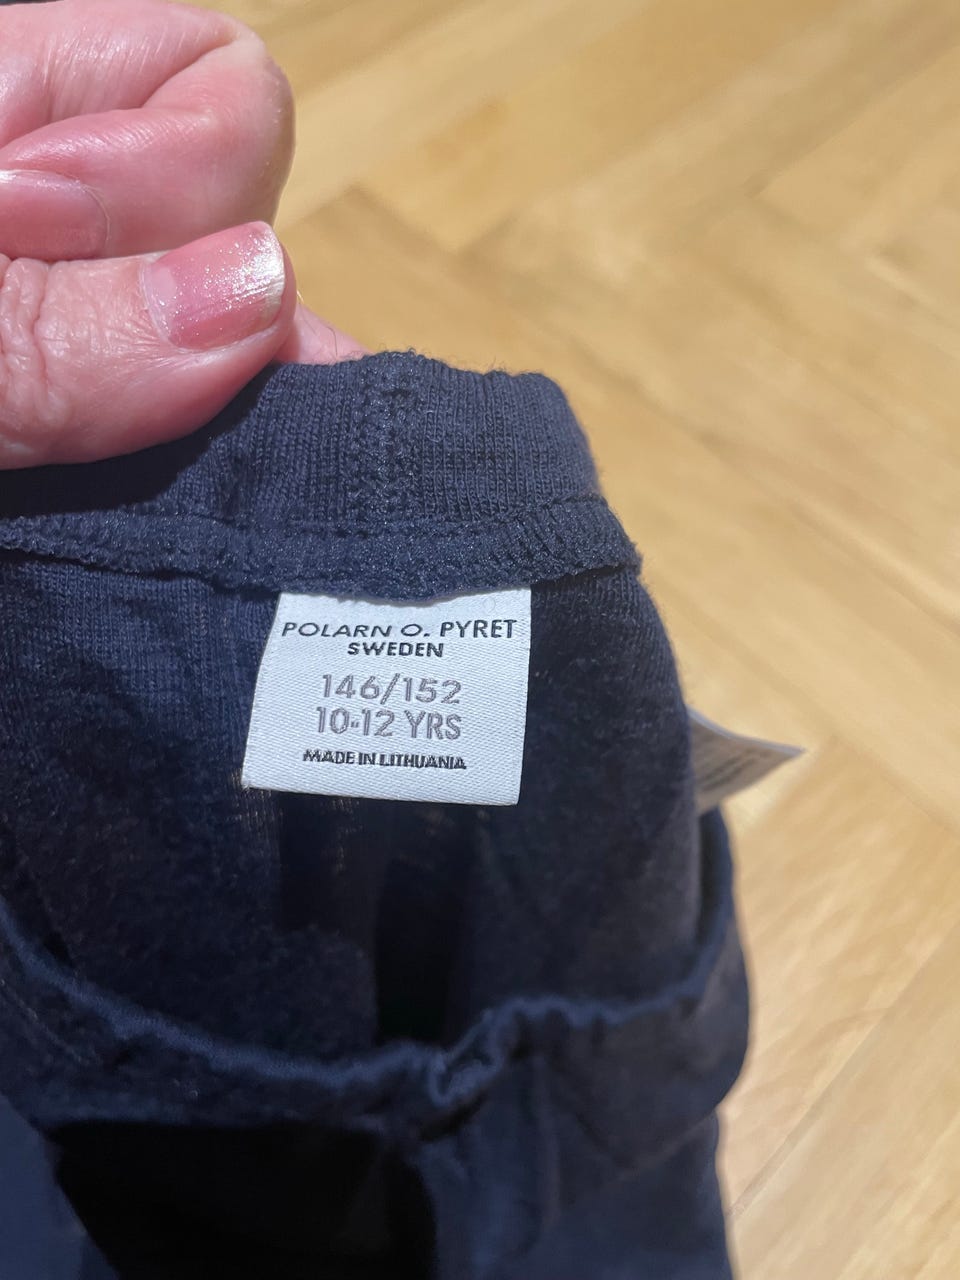 POLARN O. PYRET
SWEDEN
146/152
10-12 YRS
MADE IN LITHUANIA